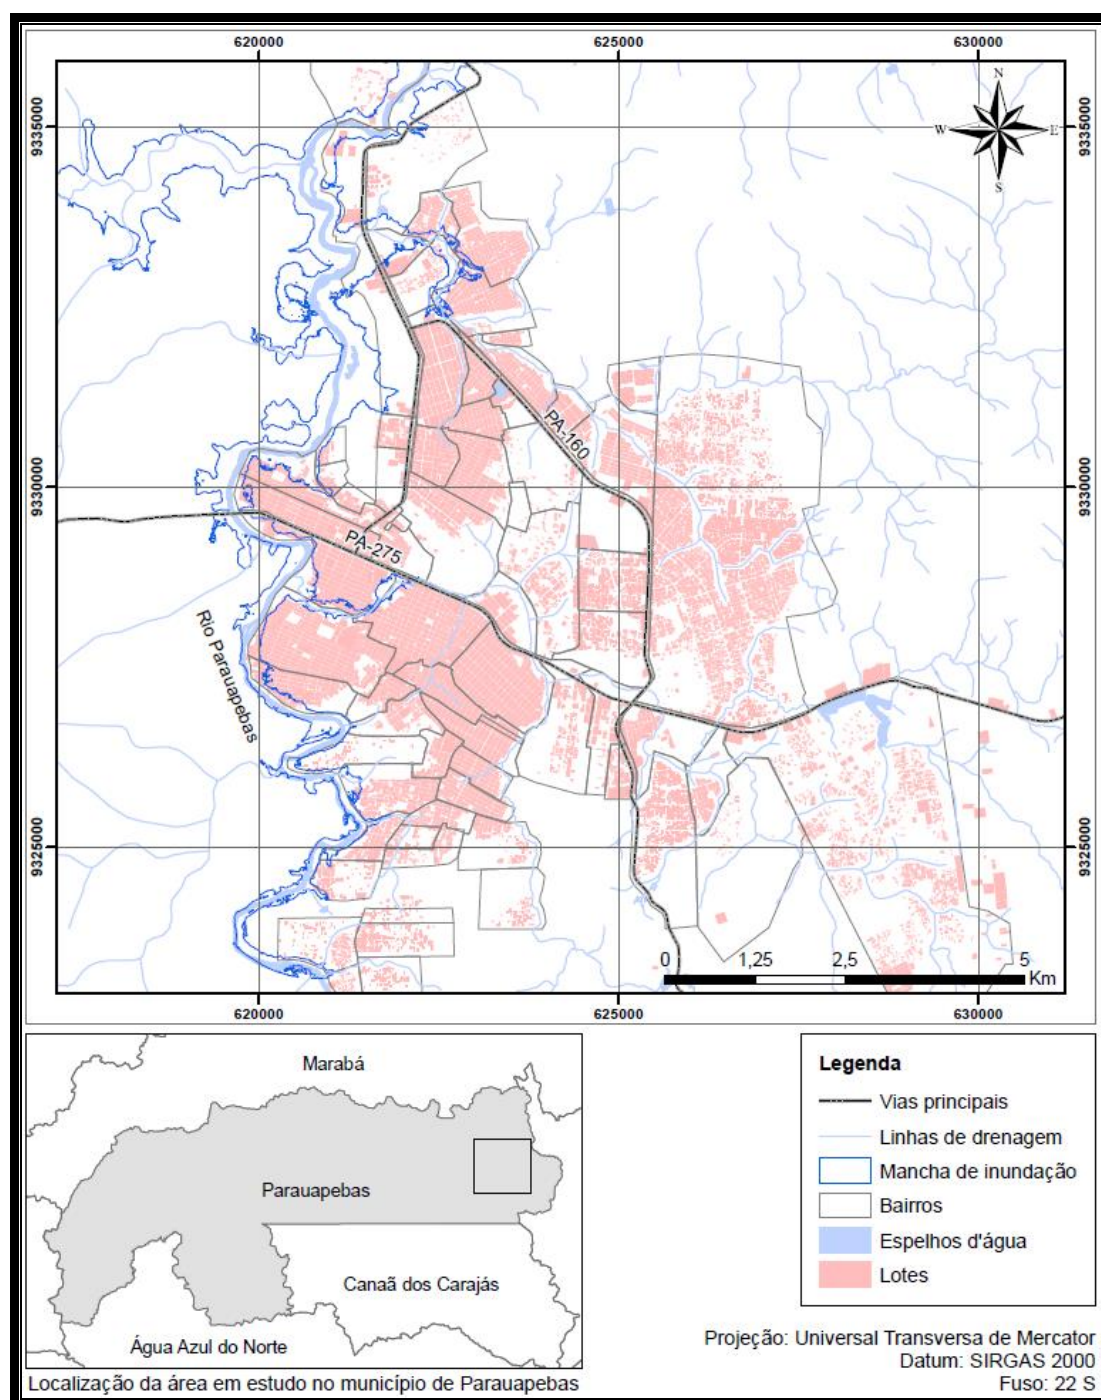 620000
625000
630000
9335000
9335000
N
W
E
S
PA-160
9330000
9330000
PA-275
Rio Parauapebas
9325000
9325000
0
1,25
2,5
5
Km
620000
625000
630000
Marabá
Parauapebas
Canaã dos Carajás
Água Azul do Norte
Localização da área em estudo no município de Parauapebas
Legenda
Vias principais
Linhas de drenagem
Mancha de inundação
Bairros
Espelhos d'água
Lotes
Projeção: Universal Transversa de Mercator
Datum: SIRGAS 2000
Fuso: 22 S